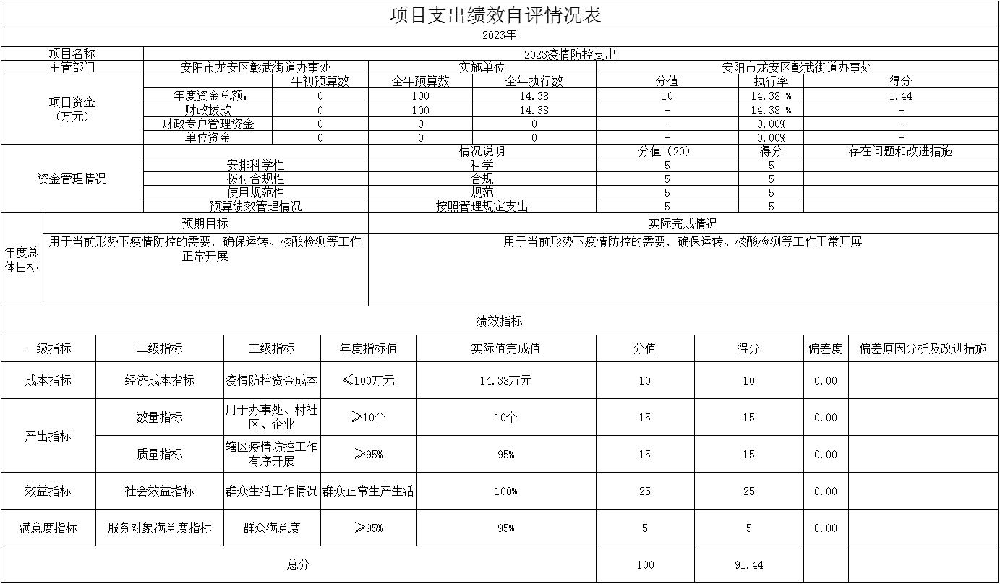 项目支出绩效自评情况表
2023年
项目名称 2023疫情防控支出
主管部门 安阳市龙安区彰武街道办事处 实施单位 安阳市龙安区彰武街道办事处
项目资金
(万元) 年初预算数 全年预算数 全年执行数 分值 执行率 得分
年度资金总额: 0 100 14.38 10 14.38 % 1.44
财政拨款 0 100 14.38 - 14.38 % -
财政专户管理资金 0 0 0 - 0.00% -
单位资金 0 0 0 - 0.00% -
资金管理情况 情况说明 分值（20） 得分 存在问题和改进措施
安排科学性 科学 5 5
拨付合规性 合规 5 5
使用规范性 规范 5 5
预算绩效管理情况 按照管理规定支出 5 5
年度总
体目标 预期目标 实际完成情况
用于当前形势下疫情防控的需要，确保运转、核酸检测等工作
正常开展
用于当前形势下疫情防控的需要，确保运转、核酸检测等工作正常开展
绩效指标
一级指标 二级指标 三级指标 年度指标值 实际值完成值 分值 得分 偏差度 偏差原因分析及改进措施
成本指标 经济成本指标 疫情防控资金成本 ≤100万元 14.38万元 10 10 0.00
产出指标 数量指标 用于办事处、村社
区、企业 ≥10个 10个 15 15 0.00
质量指标 辖区疫情防控工作
有序开展 ≥95% 95% 15 15 0.00
效益指标 社会效益指标 群众生活工作情况 群众正常生产生活 100% 25 25 0.00
满意度指标 服务对象满意度指标 群众满意度 ≥95% 95% 5 5 0.00
总分 100 91.44